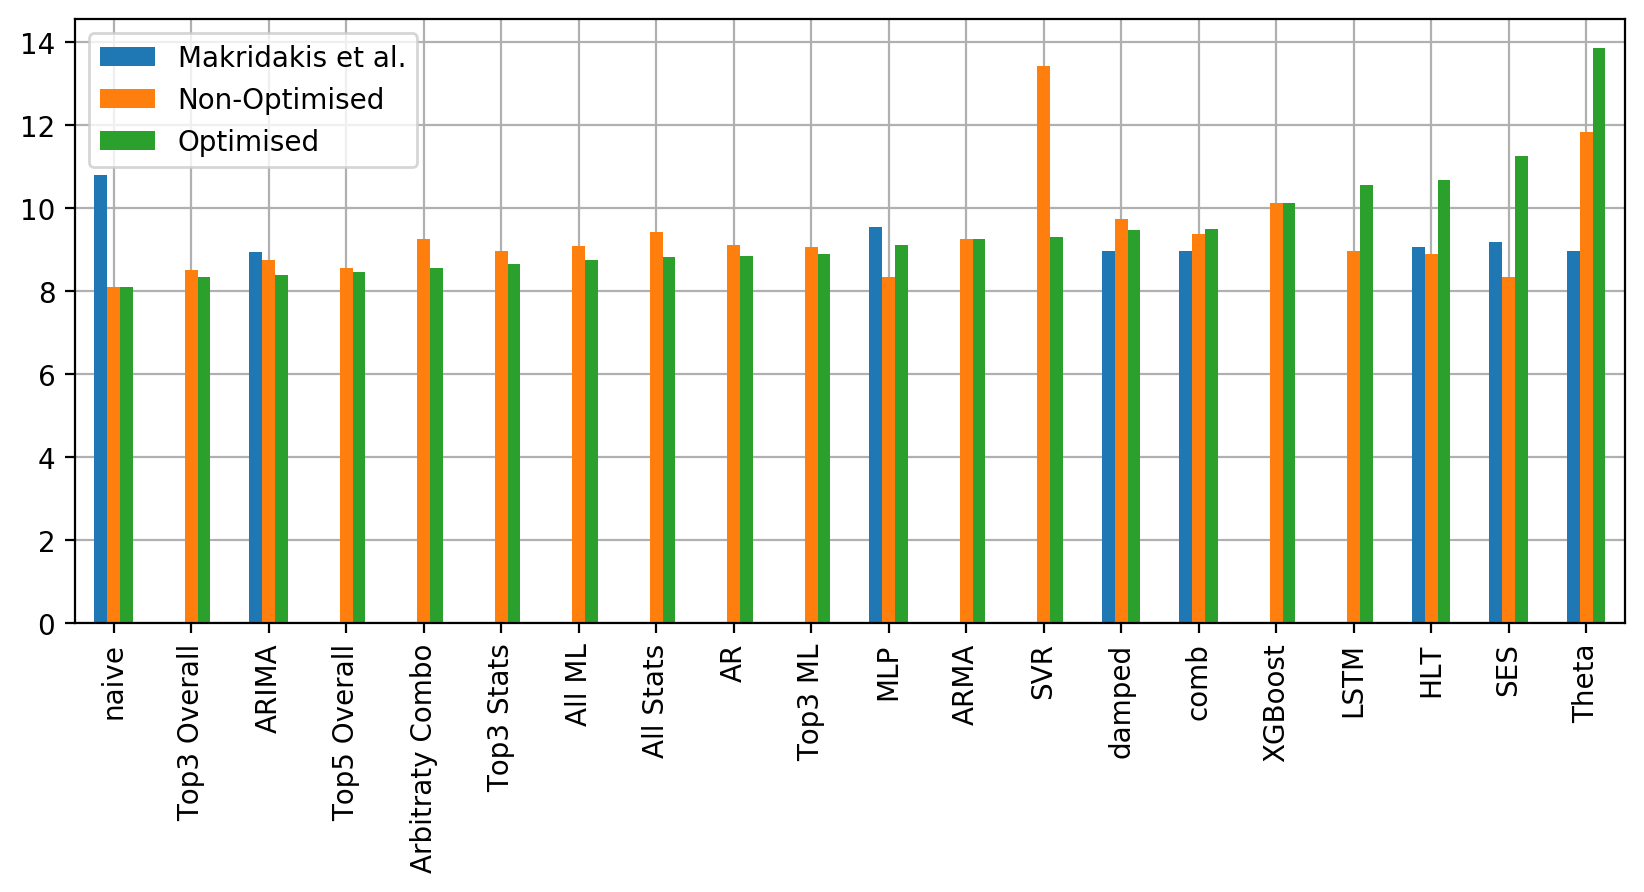 14
12
10
8
6
4
2
0
Makridakis et al.
Non-Optimised
Optimised
naive
Top3 Overall
ARIMA
Top5 Overall
Arbitraty Combo
Top3 Stats
All ML
All Stats
AR
Top3 ML
MLP
ARMA
SVR
damped
comb
XGBoost
LSTM
HLT
SES
Theta